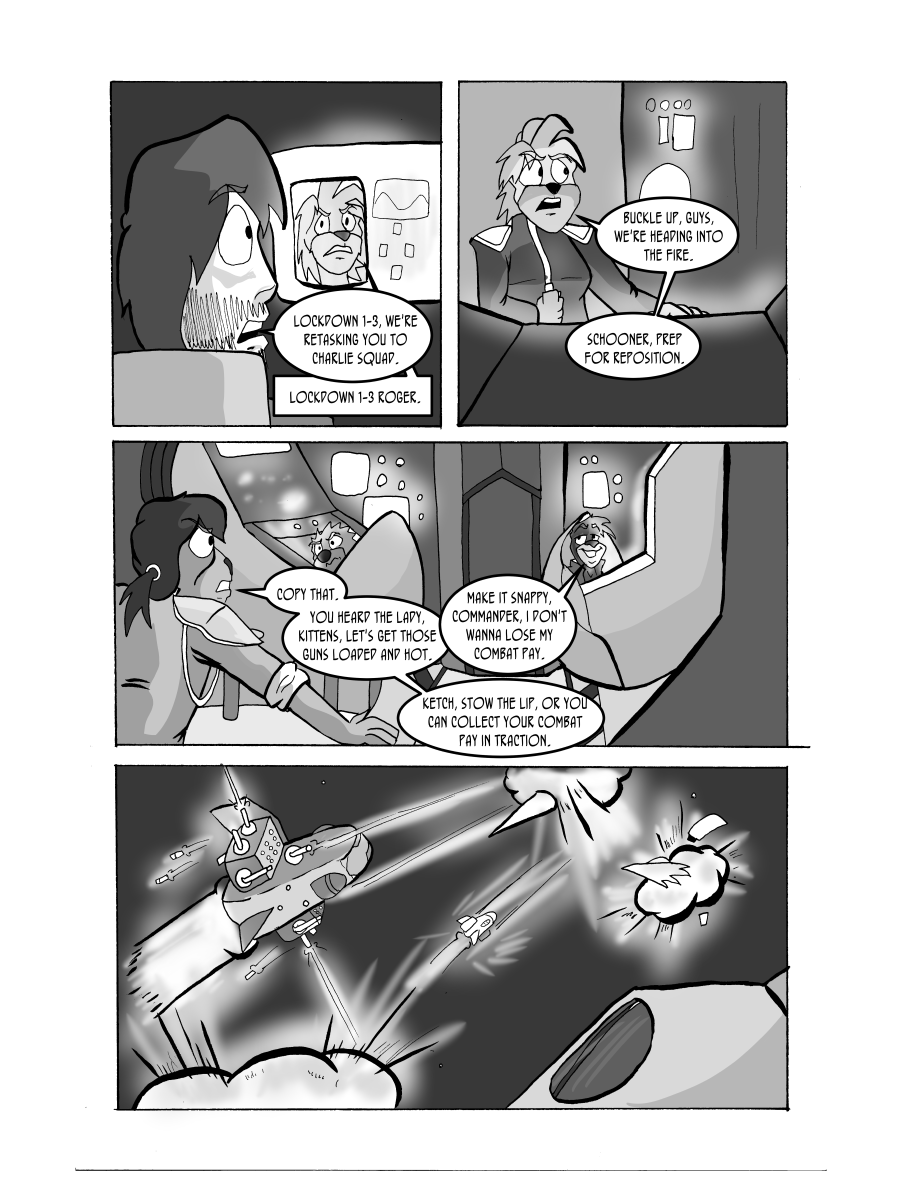 LOCKDOWN 1-3, WE'RE
RETASKING YOU TO
CHARLIE SQUAD.
LOCKDOWN 1-3 ROGER.
BUCKLE UP, GUYS,
WE'RE HEADING INTO
THE FIRE.
SCHOONER, PREP
FOR REPOSITION.
COPY THAT.
YOU HEARD THE LADY,
KITTENS, LET'S GET THOSE
GUNS LOADED AND HOT.
MAKE IT SNAPPY,
COMMANDER, I DON'T
WANNA LOSE MY
COMBAT PAY.
KETCH, STOW THE LIP, OR YOU
CAN COLLECT YOUR COMBAT
PAY IN TRACTION.